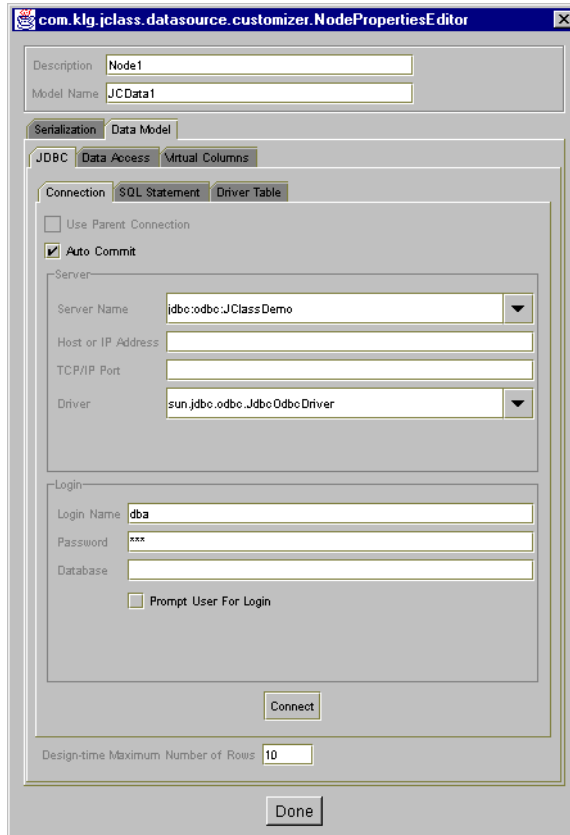 com.klg.jclass.datasource.customizer.NodePropertiesEditor
Description Node1
Model Name JCData1
Serialization Data Model
JDBC Data Access Virtual Columns
Connection SQL Statement Driver Table
Use Parent Connection
Auto Commit
Server
Server Name jdbc:odbc:JClassDemo
Host or IP Address
TCP/IP Port
Driver sun.jdbc.odbc.JdbcOdbcDriver
Login
Login Name dba
Password ***
Database
Prompt User For Login
Connect
Design-time Maximum Number of Rows 10
Done